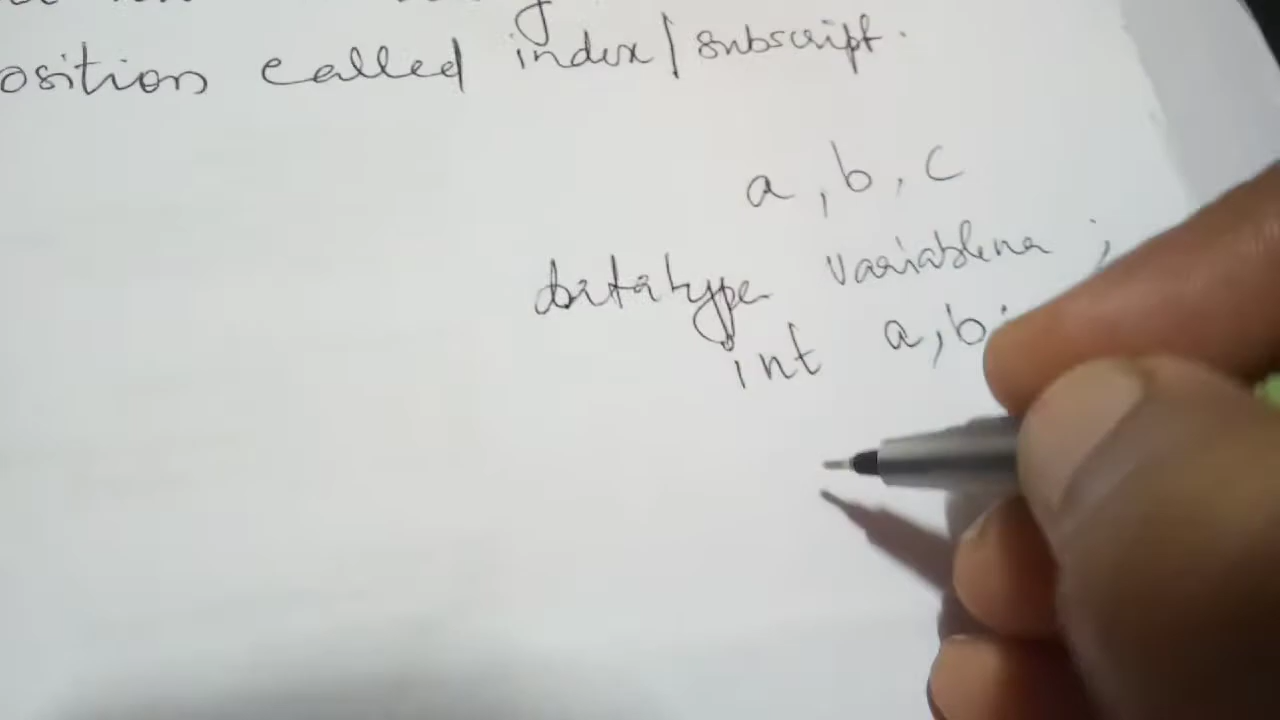 osition called index/subscript.
a, b, c
datatype variablena ;
int a, b;